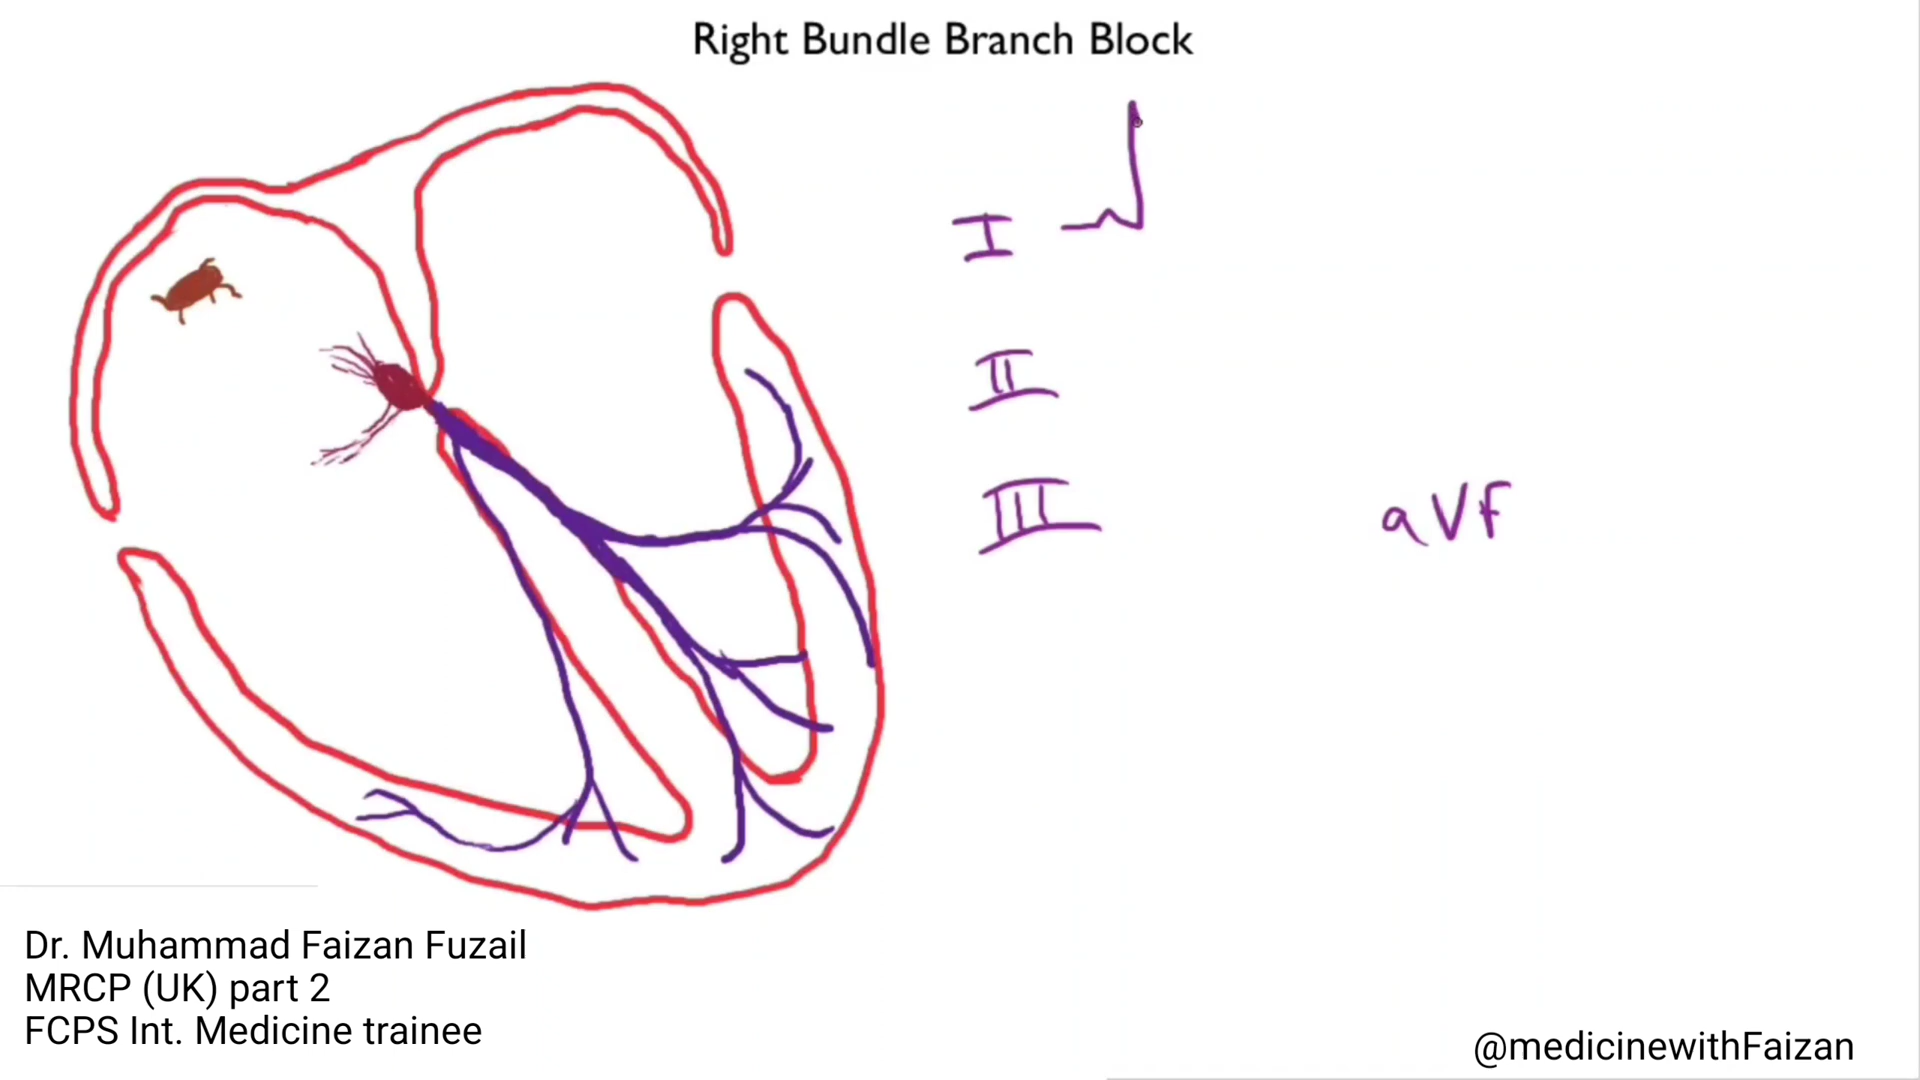 Right Bundle Branch Block
I
II
III
aVF
Dr. Muhammad Faizan Fuzail
MRCP (UK) part 2
FCPS Int. Medicine trainee
@medicinewithFaizan